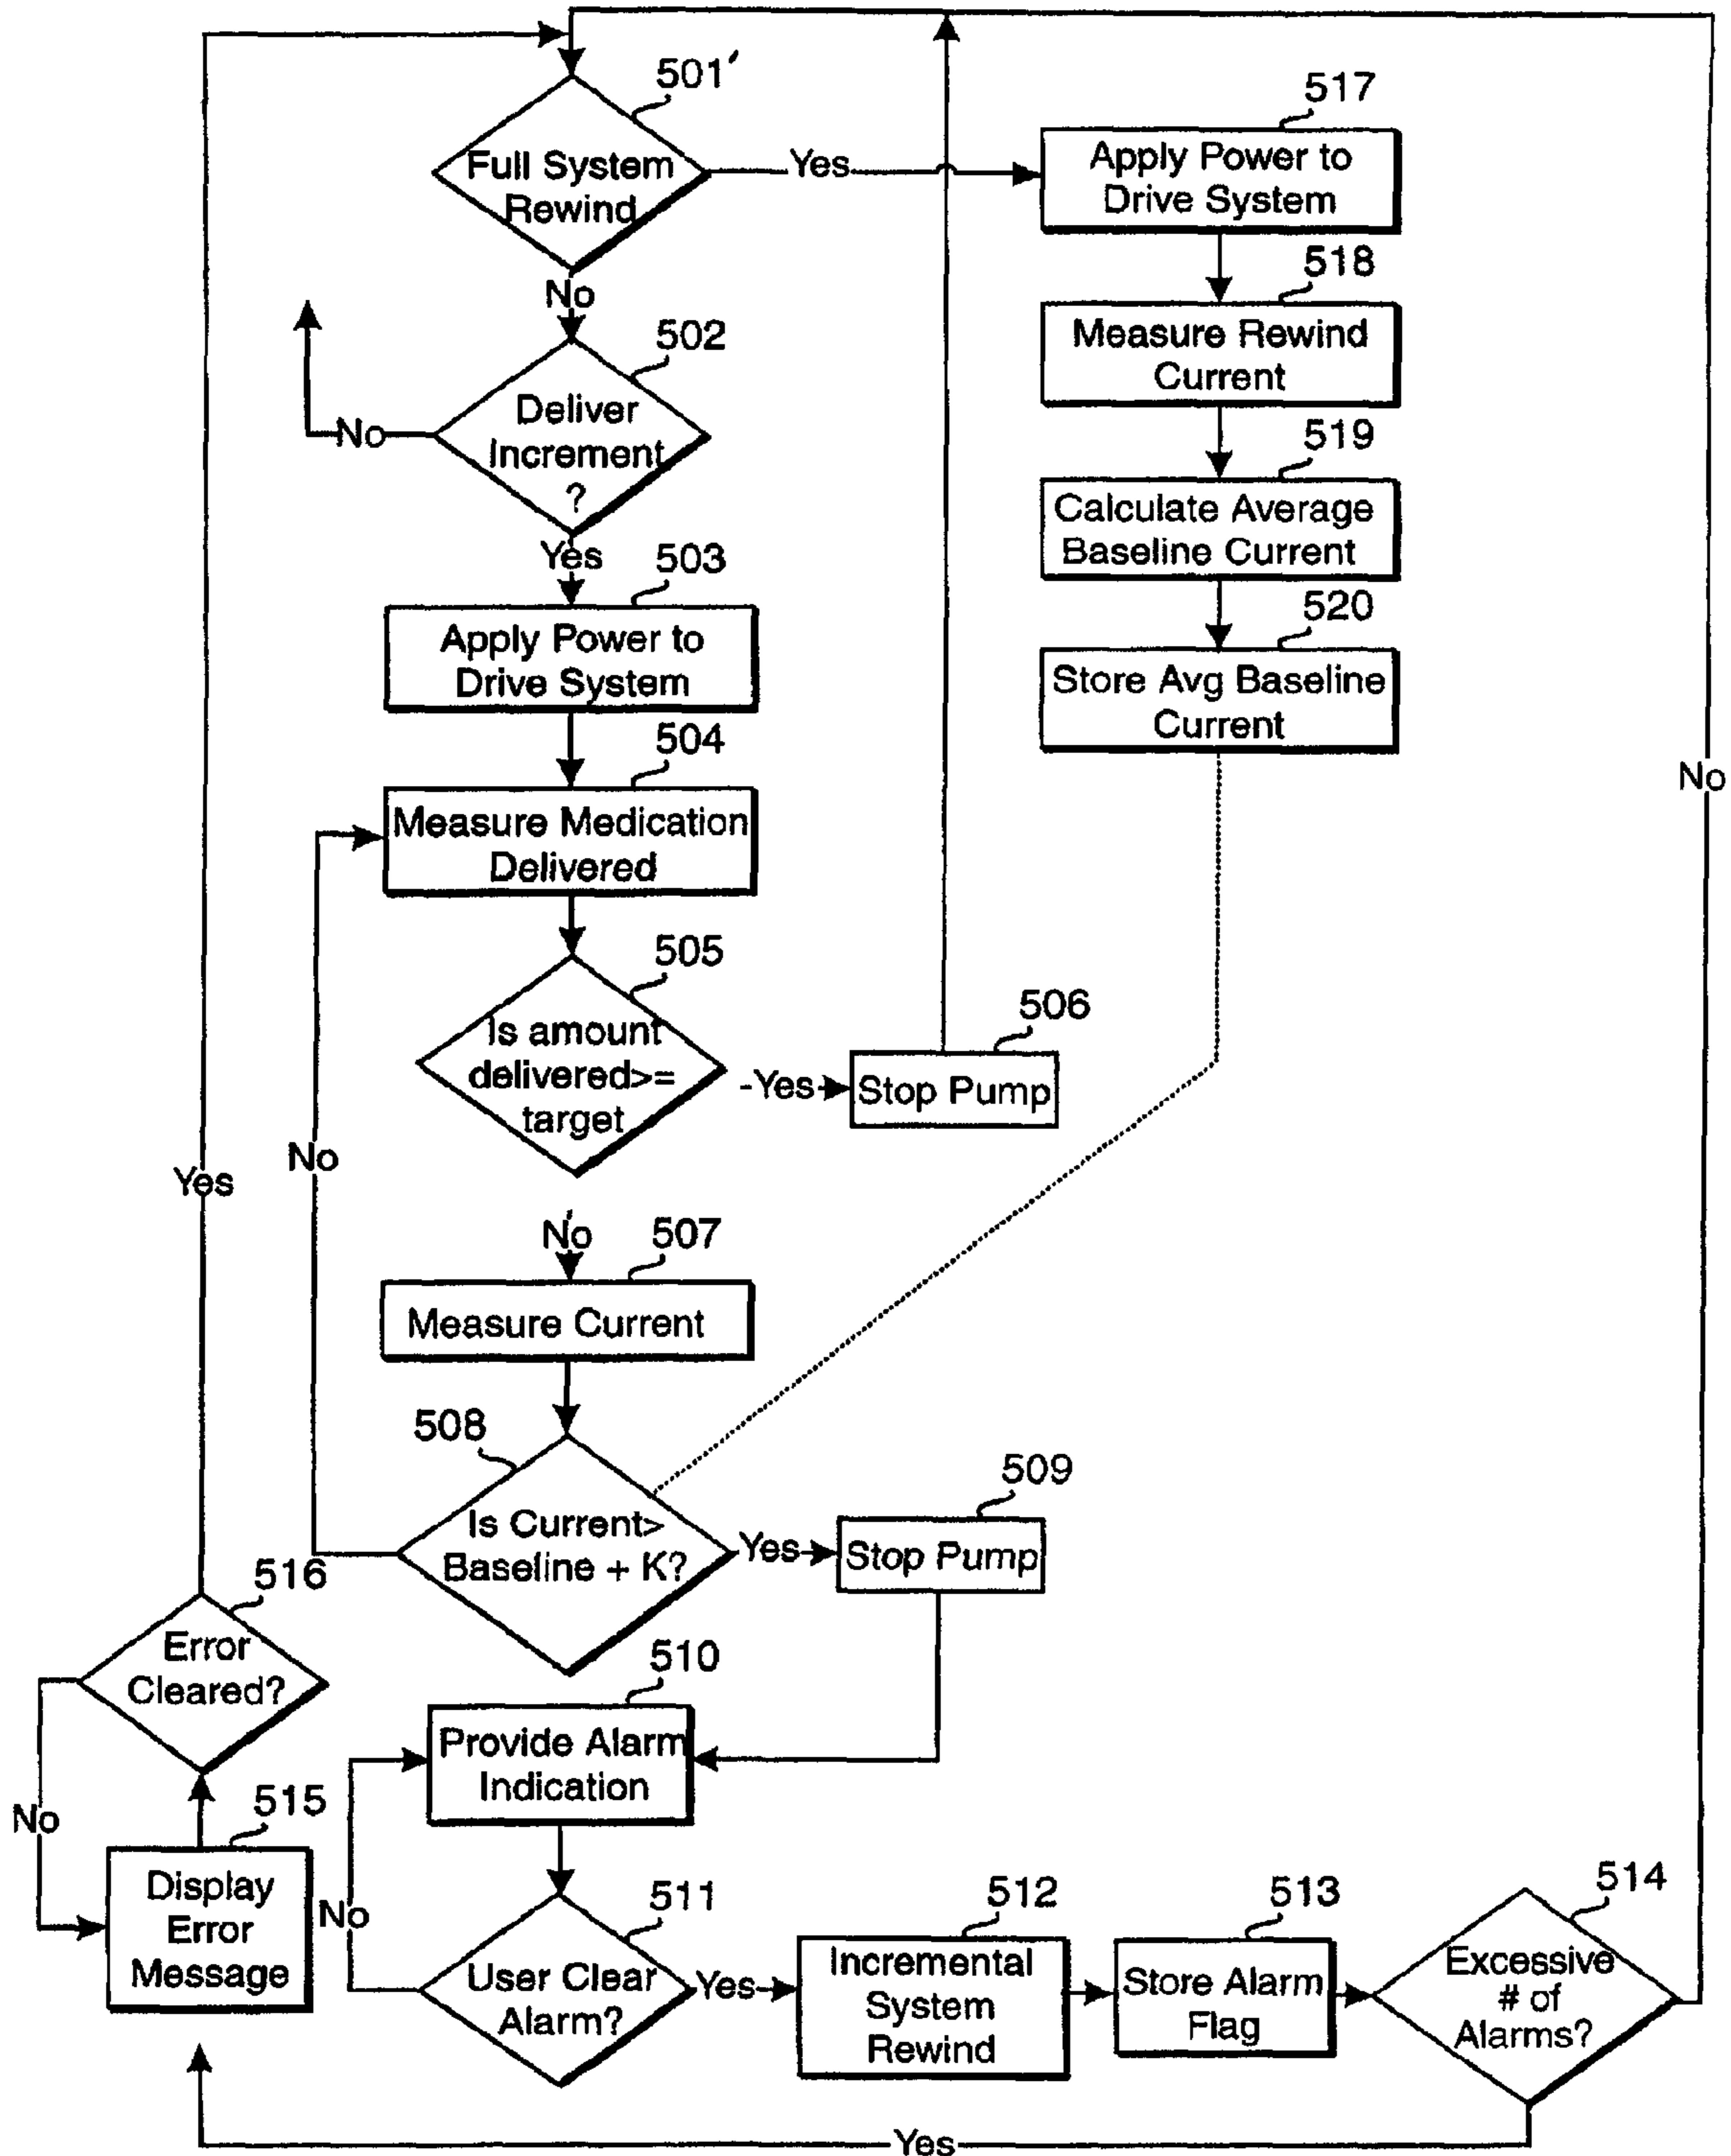 501'
Full System
Rewind
Yes
517
Apply Power to
Drive System
518
Measure Rewind
Current
519
Calculate Average
Baseline Current
520
Store Avg Baseline
Current
No
502
Deliver
Increment
?
No
Yes
503
Apply Power to
Drive System
504
Measure Medication
Delivered
505
Is amount
delivered>=
target
-Yes
506
Stop Pump
No
507
Measure Current
508
Is Current>
Baseline + K?
No
Yes
509
Stop Pump
510
Provide Alarm
Indication
511
User Clear
Alarm?
No
Yes
512
Incremental
System
Rewind
513
Store Alarm
Flag
514
Excessive
# of
Alarms?
No
Yes
515
Display
Error
Message
516
Error
Cleared?
No
Yes